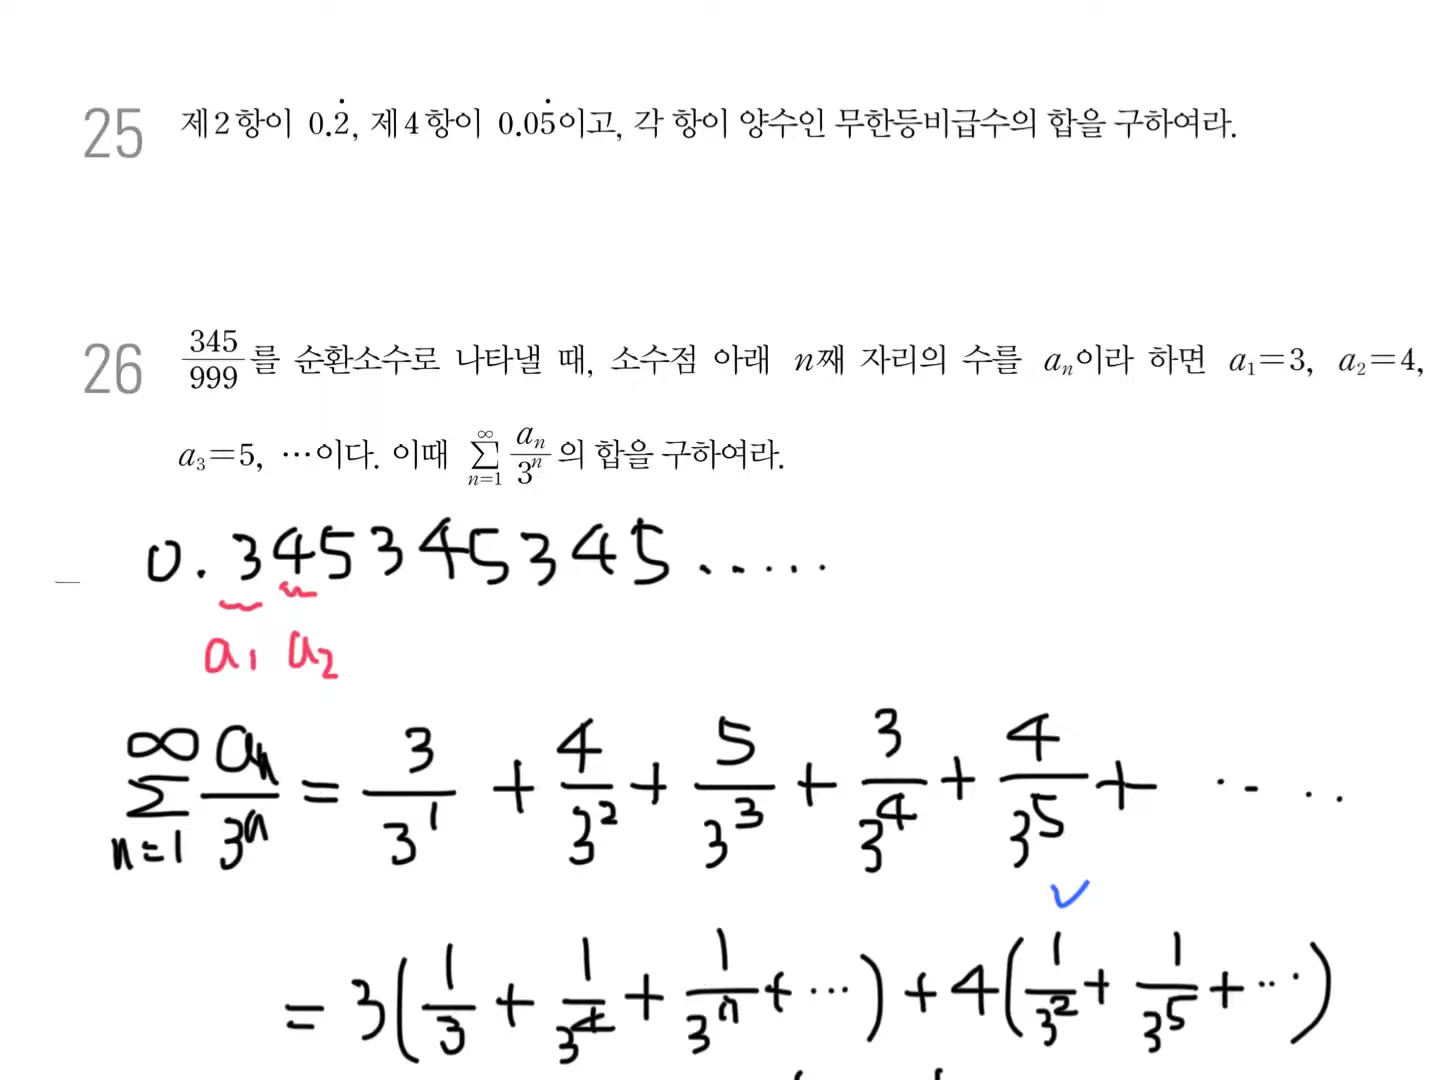 25 제2항이 0.2̇, 제4항이 0.05̇이고, 각 항이 양수인 무한등비급수의 합을 구하여라.
26 345/999를 순환소수로 나타낼 때, 소수점 아래 n째 자리의 수를 aₙ이라 하면 a₁=3, a₂=4,
a₃=5, …이다. 이때 ∑_{n=1}^{∞} aₙ/3ⁿ의 합을 구하여라.
0.345345345.....
a₁ a₂
∑_{n=1}^{∞} aₙ/3ⁿ = 3/3¹ + 4/3² + 5/3³ + 3/3⁴ + 4/3⁵ + ....
= 3(1/3 + 1/3⁴ + 1/3⁷ + ...) + 4(1/3² + 1/3⁵ + ...)